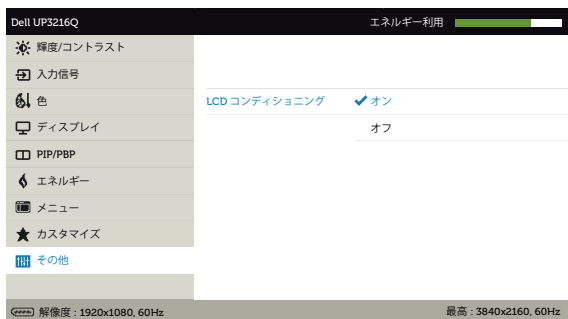 Dell UP3216Q エネルギー利用
輝度/コントラスト
入力信号
色 LCD コンディショニング オン
ディスプレイ オフ
PIP/PBP
エネルギー
メニュー
カスタマイズ
その他
解像度 : 1920x1080, 60Hz 最高 : 3840x2160, 60Hz